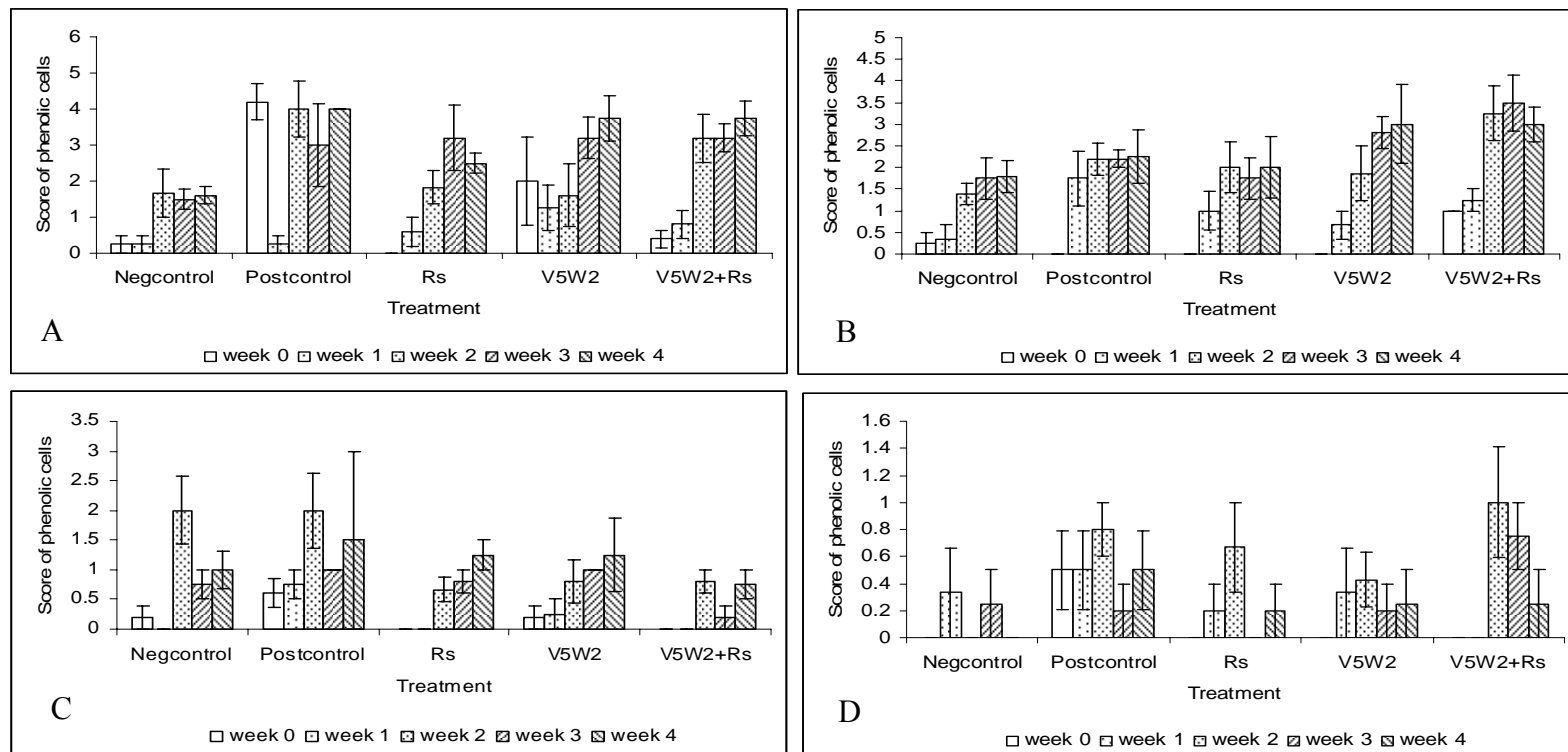 Score of phenolic cells
6
5
4
3
2
1
0
Negcontrol Postcontrol Rs V5W2 V5W2+Rs
Treatment
A
week 0 week 1 week 2 week 3 week 4
Score of phenolic cells
5
4.5
4
3.5
3
2.5
2
1.5
1
0.5
0
Negcontrol Postcontrol Rs V5W2 V5W2+Rs
Treatment
B
week 0 week 1 week 2 week 3 week 4
Score of phenolic cells
3.5
3
2.5
2
1.5
1
0.5
0
Negcontrol Postcontrol Rs V5W2 V5W2+Rs
Treatment
C
week 0 week 1 week 2 week 3 week 4
Score of phenolic cells
1.6
1.4
1.2
1
0.8
0.6
0.4
0.2
0
Negcontrol Postcontrol Rs V5W2 V5W2+Rs
Treatment
D
week 0 week 1 week 2 week 3 week 4